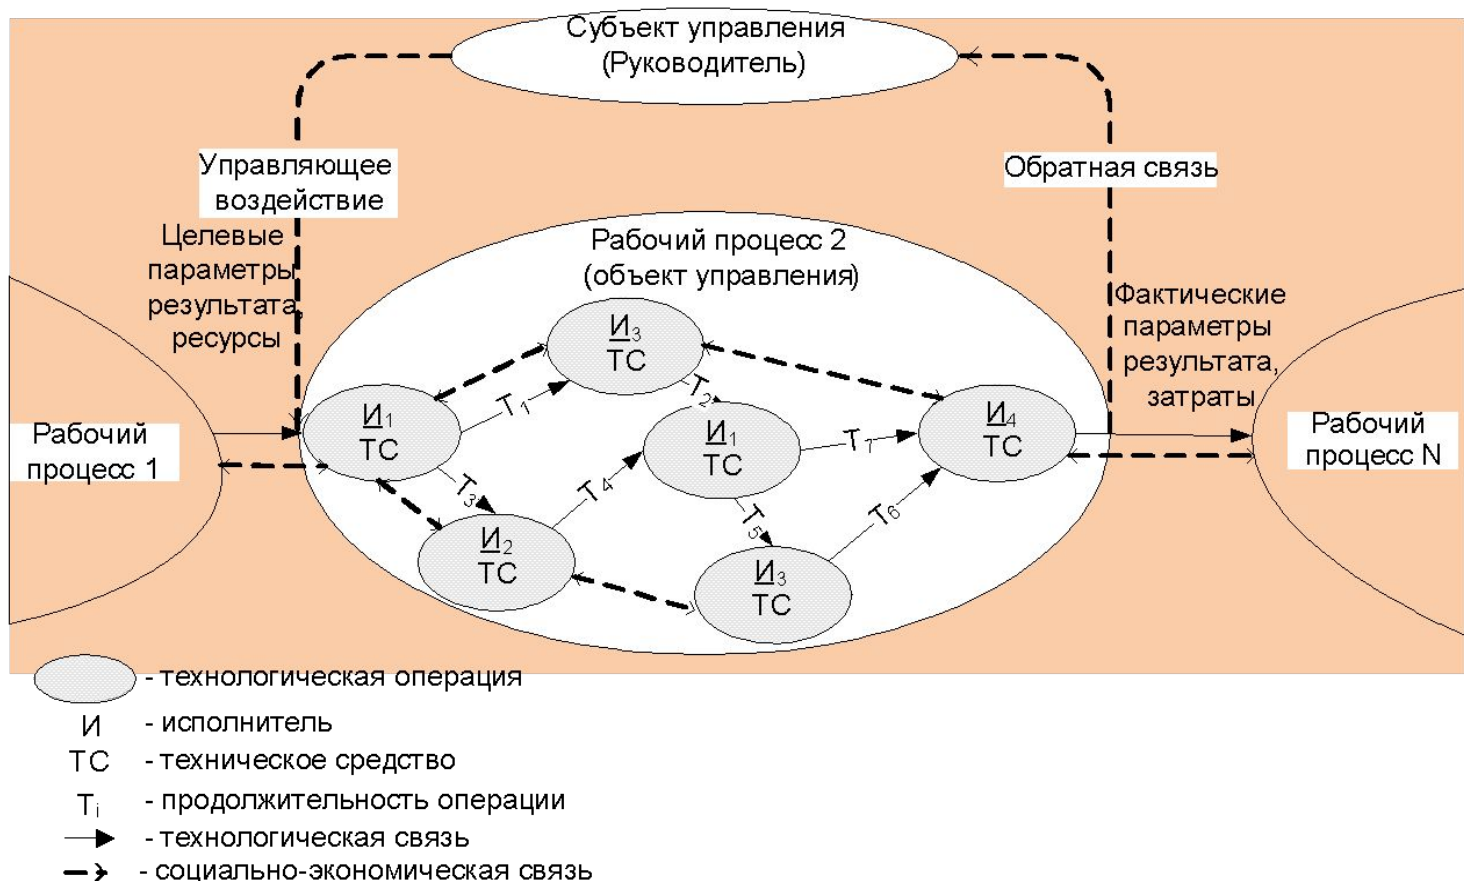 Субъект управления
(Руководитель)
Управляющее
воздействие
Обратная связь
Целевые
параметры
результата,
ресурсы
Рабочий процесс 2
(объект управления)
Фактические
параметры
результата,
затраты
Рабочий
процесс 1
Рабочий
процесс N
И3
ТС
И1
ТС
Т1
Т2
И1
ТС
Т7
И4
ТС
Т3
Т4
Т5
Т6
И2
ТС
И3
ТС
- технологическая операция
И - исполнитель
ТС - техническое средство
Тi - продолжительность операции
- технологическая связь
- социально-экономическая связь